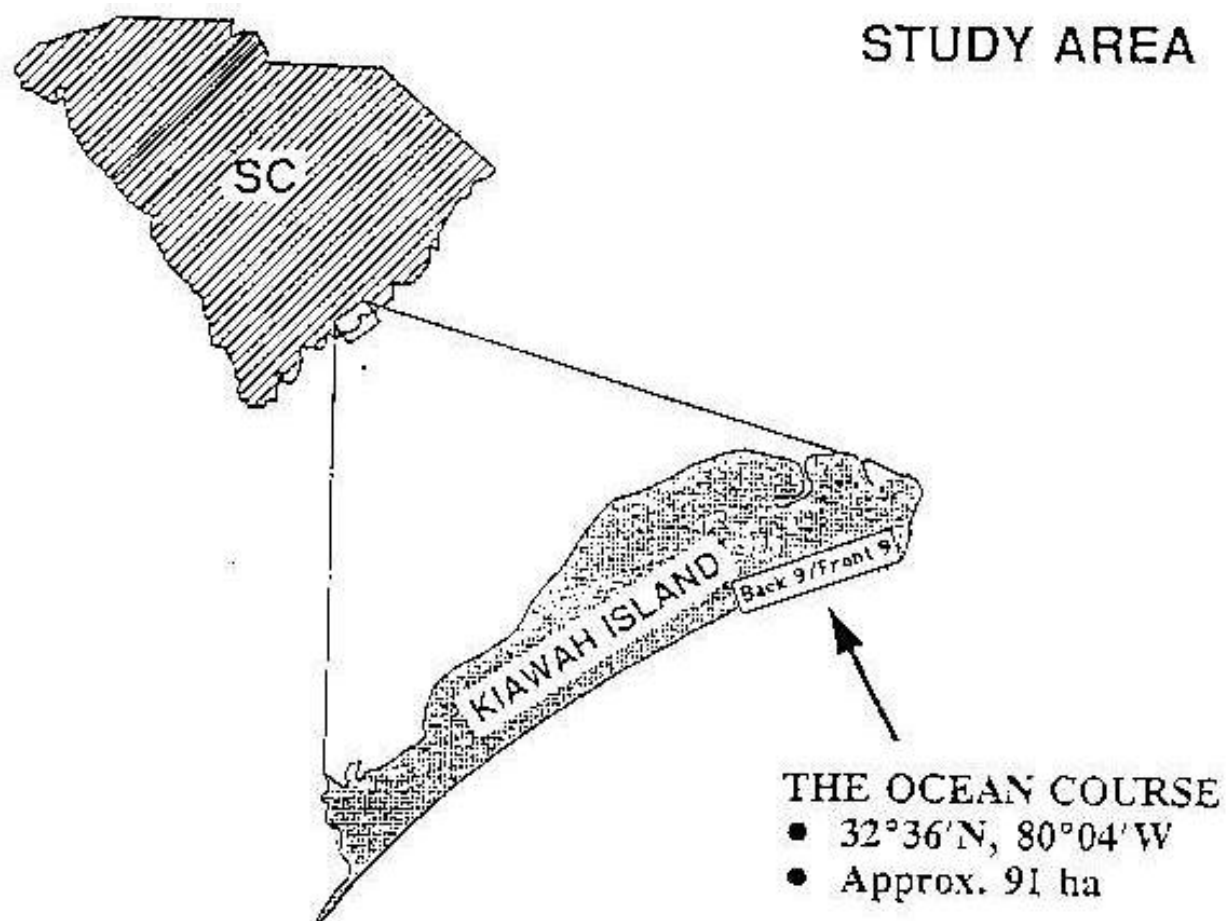 STUDY AREA
SC
KIAWAH ISLAND
Back 9/Front 9
THE OCEAN COURSE
• 32°36'N, 80°04'W
• Approx. 91 ha